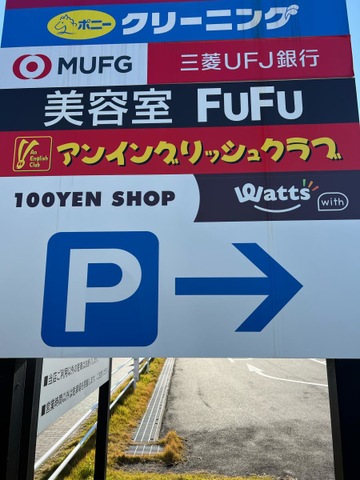 ポニー クリーニング
MUFG 三菱UFJ銀行
美容室 FUFU
An English Club アンイングリッシュクラブ
100YEN SHOP Watts with
P